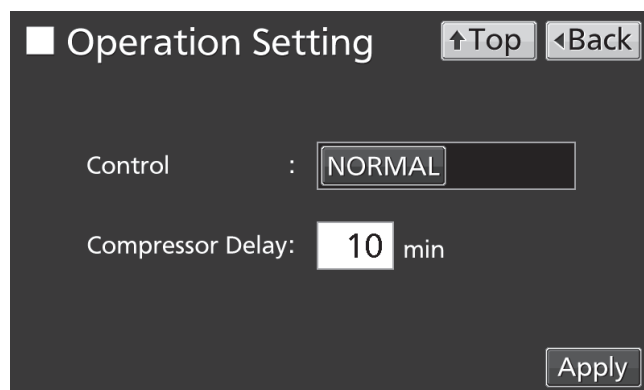 ■ Operation Setting
↑Top
◂Back
Control :
NORMAL
Compressor Delay:
10 min
Apply